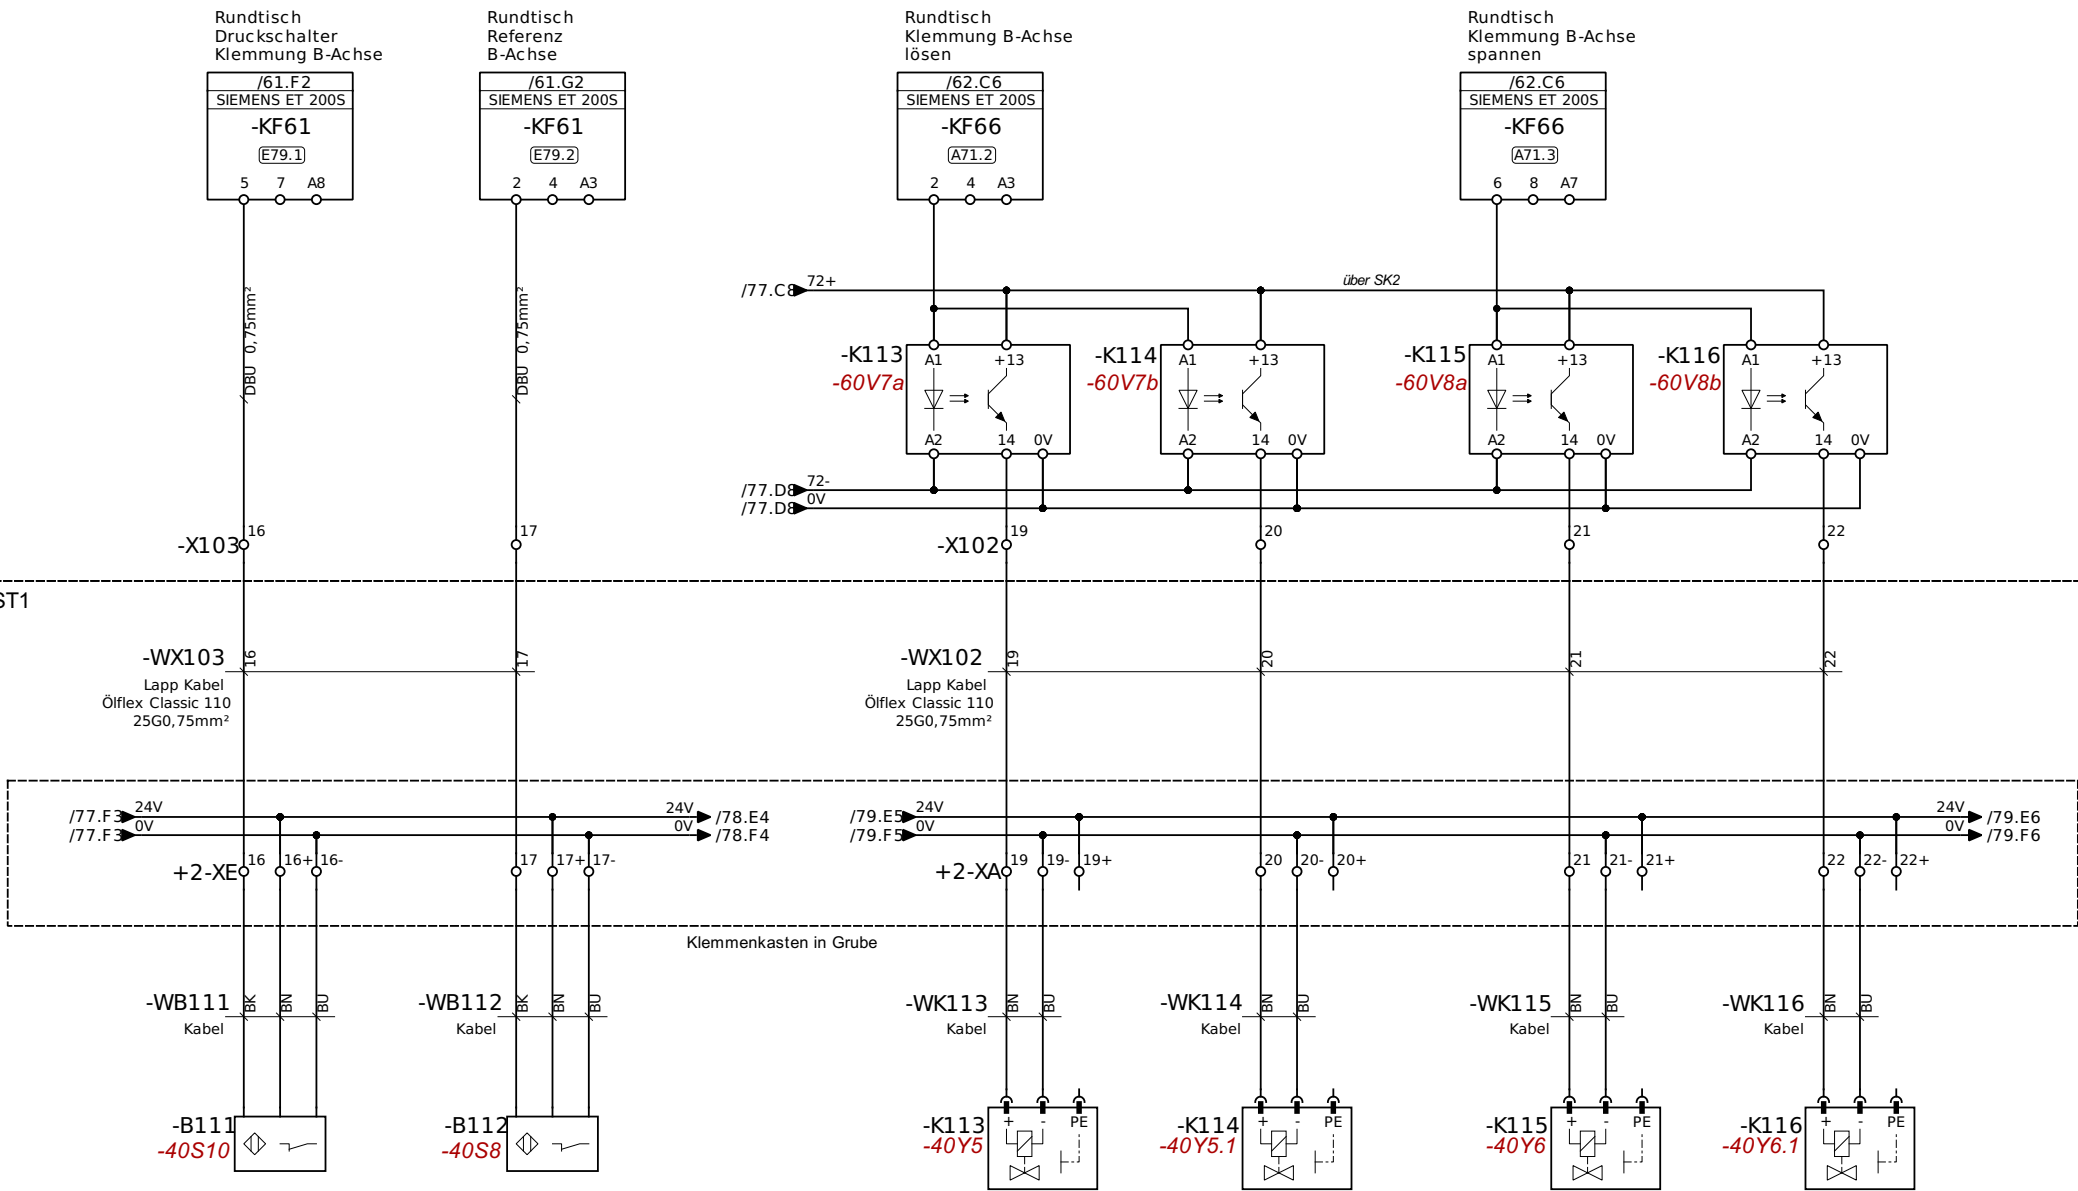 Rundtisch
Druckschalter
Klemmung B-Achse
Rundtisch
Referenz
B-Achse
Rundtisch
Klemmung B-Achse
lösen
Rundtisch
Klemmung B-Achse
spannen
/61.F2
SIEMENS ET 200S
-KF61
E79.1
5 7 A8
/61.G2
SIEMENS ET 200S
-KF61
E79.2
2 4 A3
/62.C6
SIEMENS ET 200S
-KF66
A71.2
2 4 A3
/62.C6
SIEMENS ET 200S
-KF66
A71.3
6 8 A7
DBU 0,75mm²
DBU 0,75mm²
/77.C8 72+
über SK2
-K113
-60V7a
A1 +13
A2 14 0V
-K114
-60V7b
A1 +13
A2 14 0V
-K115
-60V8a
A1 +13
A2 14 0V
-K116
-60V8b
A1 +13
A2 14 0V
/77.D8 72-
/77.D8 0V
-X103 16
17
-X102 19
20
21
22
ST1
-WX103 16
17
Lapp Kabel
Ölflex Classic 110
25G0,75mm²
-WX102 19
20
21
22
Lapp Kabel
Ölflex Classic 110
25G0,75mm²
/77.F3 24V
/77.F3 0V
24V /78.E4
0V /78.F4
/79.E5 24V
/79.F5 0V
24V /79.E6
0V /79.F6
+2-XE 16 16+ 16-
17 17+ 17-
+2-XA 19 19- 19+
20 20- 20+
21 21- 21+
22 22- 22+
Klemmenkasten in Grube
-WB111 BK BN BU
Kabel
-WB112 BK BN BU
Kabel
-WK113 BN BU
Kabel
-WK114 BN BU
Kabel
-WK115 BN BU
Kabel
-WK116 BN BU
Kabel
-B111
-40S10
-B112
-40S8
-K113
-40Y5
+ - PE
-K114
-40Y5.1
+ - PE
-K115
-40Y6
+ - PE
-K116
-40Y6.1
+ - PE